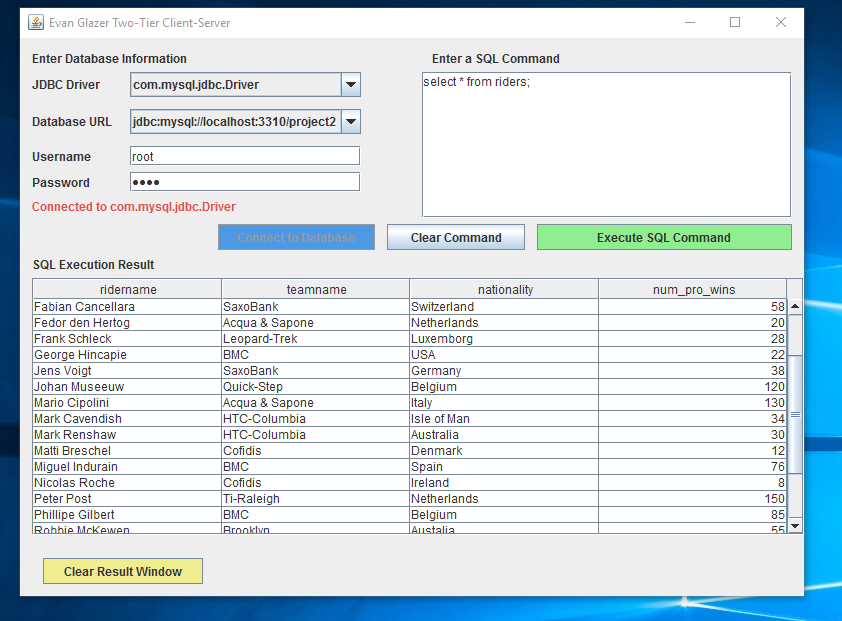 Evan Glazer Two-Tier Client-Server
Enter Database Information
Enter a SQL Command
JDBC Driver com.mysql.jdbc.Driver
select * from riders;
Database URL jdbc:mysql://localhost:3310/project2
Username root
Password ••••
Connected to com.mysql.jdbc.Driver
Connect to Database Clear Command Execute SQL Command
SQL Execution Result
ridername teamname nationality num_pro_wins
Fabian Cancellara SaxoBank Switzerland 58
Fedor den Hertog Acqua & Sapone Netherlands 20
Frank Schleck Leopard-Trek Luxemborg 28
George Hincapie BMC USA 22
Jens Voigt SaxoBank Germany 38
Johan Museeuw Quick-Step Belgium 120
Mario Cipolini Acqua & Sapone Italy 130
Mark Cavendish HTC-Columbia Isle of Man 34
Mark Renshaw HTC-Columbia Australia 30
Matti Breschel Cofidis Denmark 12
Miguel Indurain BMC Spain 76
Nicolas Roche Cofidis Ireland 8
Peter Post Ti-Raleigh Netherlands 150
Phillipe Gilbert BMC Belgium 85
Robbie McKewen Brooklyn Austalia 55
Clear Result Window